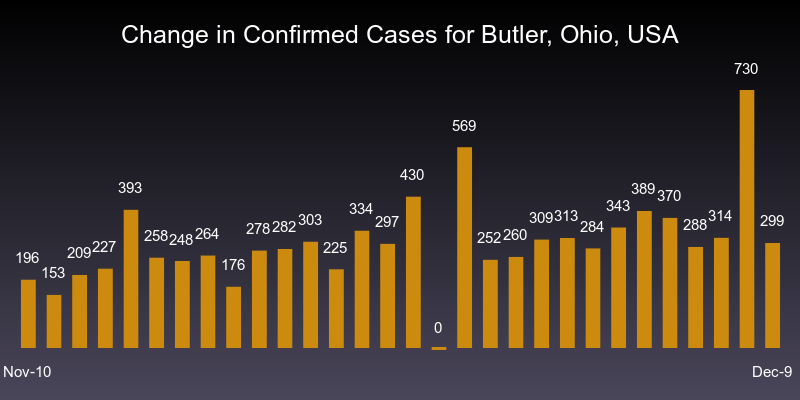 Change in Confirmed Cases for Butler, Ohio, USA
196 153 209 227 393 258 248 264 176 278 282 303 225 334 297 430 0 569 252 260 309 313 284 343 389 370 288 314 730 299
Nov-10 Dec-9